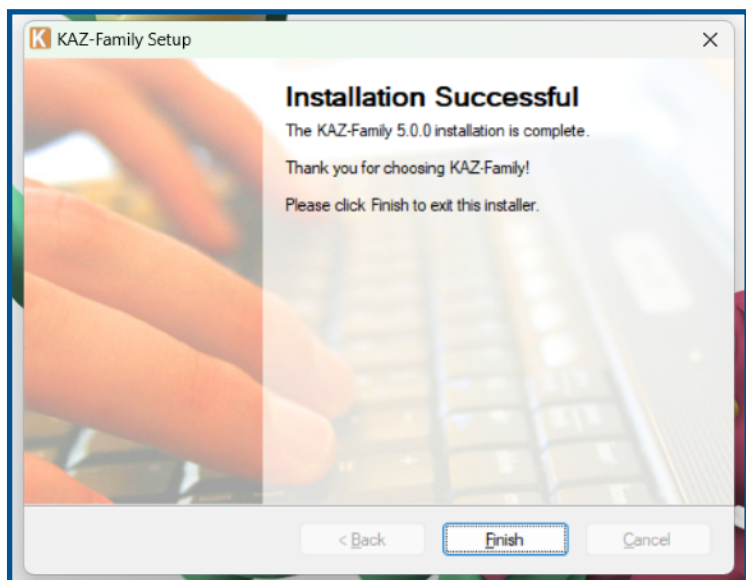 K KAZ-Family Setup
Installation Successful
The KAZ-Family 5.0.0 installation is complete.
Thank you for choosing KAZ-Family!
Please click Finish to exit this installer.
< Back Finish Cancel